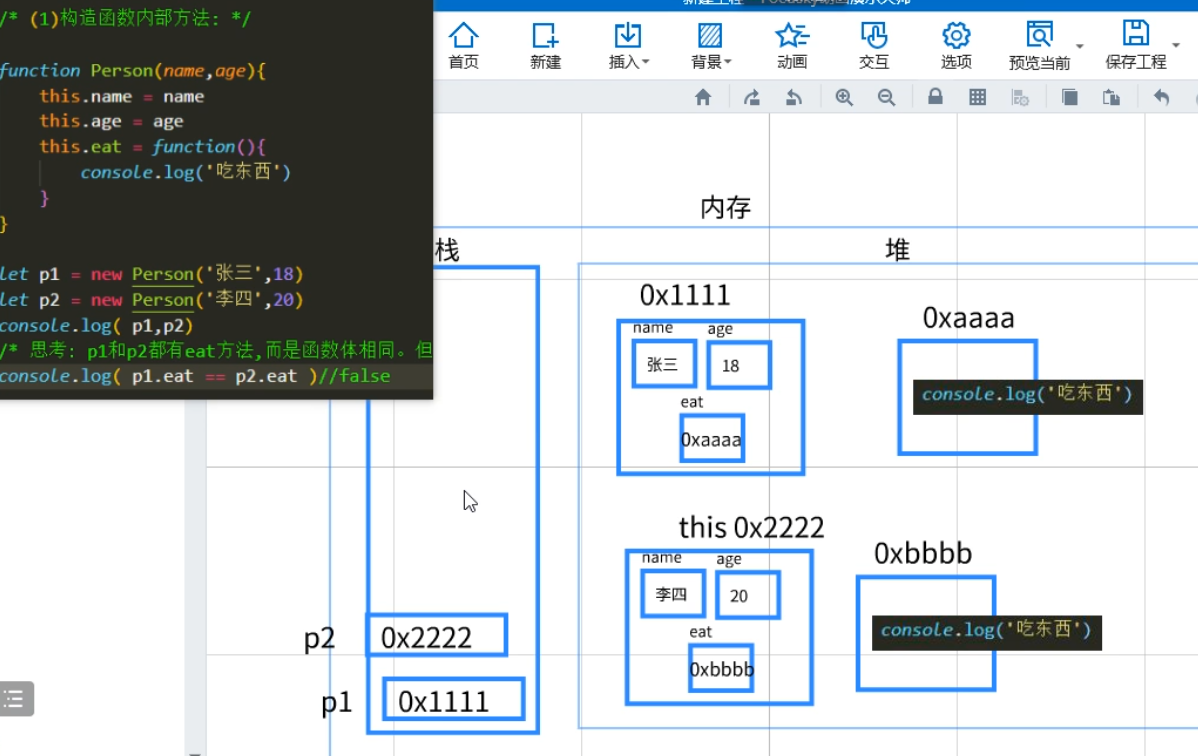 /* (1)构造函数内部方法: */
function Person(name,age){
this.name = name
this.age = age
this.eat = function(){
console.log('吃东西')
}
}
let p1 = new Person('张三',18)
let p2 = new Person('李四',20)
console.log( p1,p2)
/* 思考: p1和p2都有eat方法,而是函数体相同。但
console.log( p1.eat == p2.eat )//false
首页
新建
插入
背景
动画
交互
选项
预览当前
保存工程
内存
栈
堆
0x1111
name
age
张三
18
eat
0xaaaa
0xaaaa
console.log('吃东西')
this 0x2222
name
age
李四
20
eat
0xbbbb
0xbbbb
console.log('吃东西')
p2
0x2222
p1
0x1111